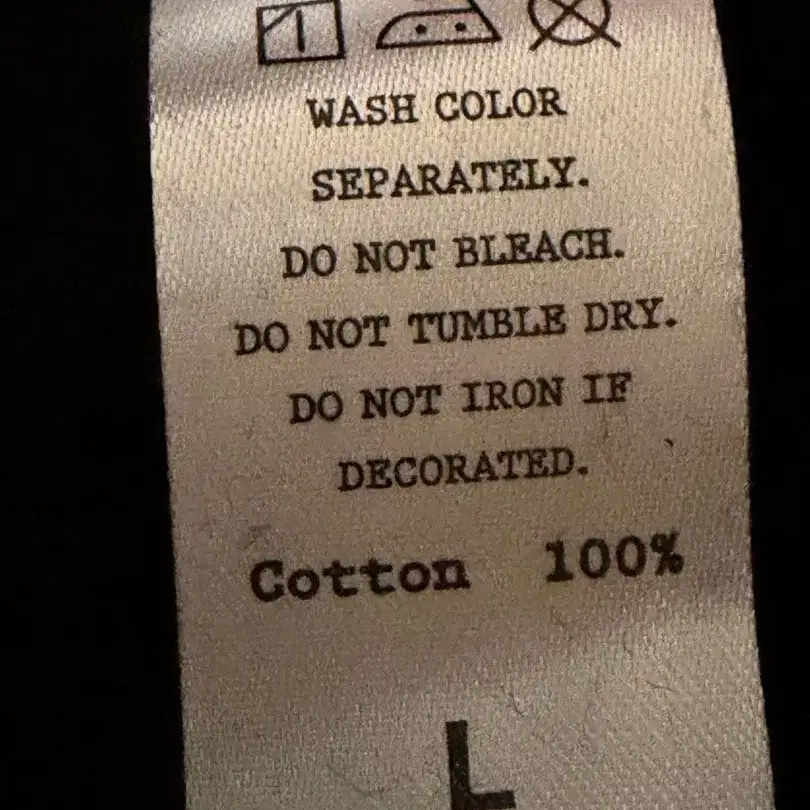 WASH COLOR
SEPARATELY.
DO NOT BLEACH.
DO NOT TUMBLE DRY.
DO NOT IRON IF
DECORATED.
Cotton 100%
L